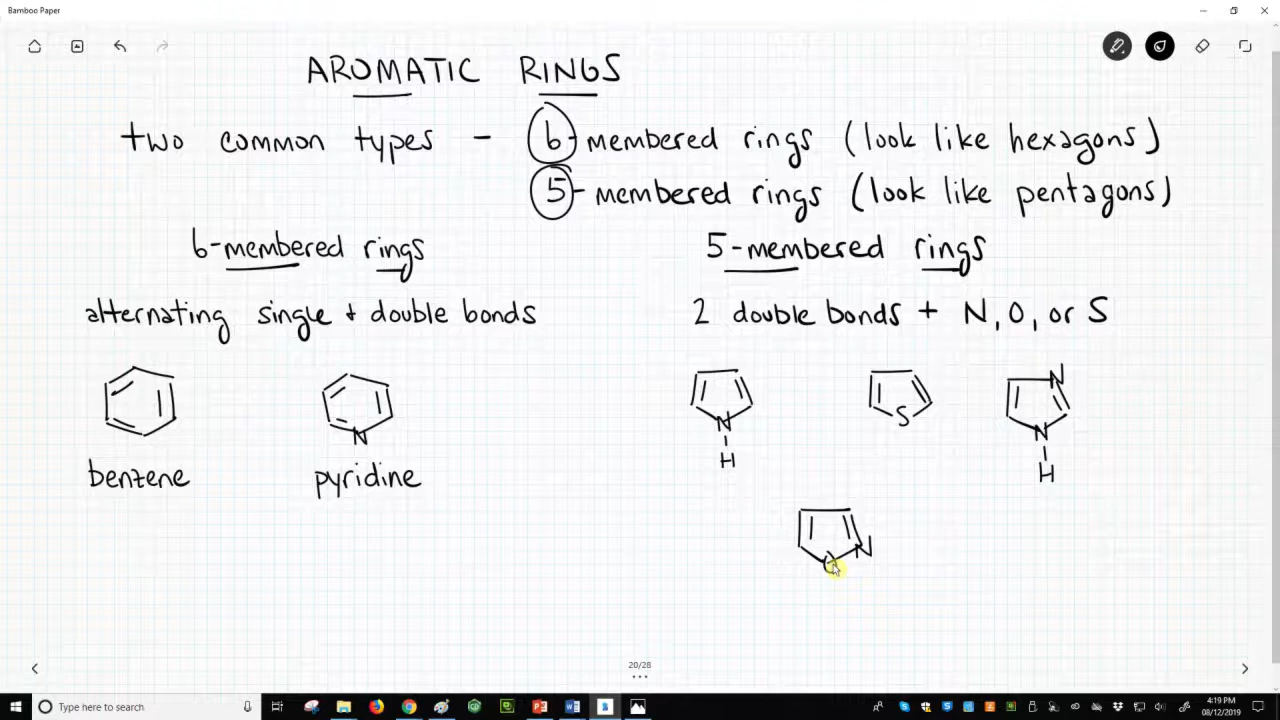 Bamboo Paper
AROMATIC RINGS
two common types - 6-membered rings (look like hexagons)
5-membered rings (look like pentagons)
6-membered rings
5-membered rings
alternating single + double bonds
2 double bonds + N, O, or S
N
H
S
N
N
H
N
benzene
pyridine
N
O
20/28
Type here to search
4:19 PM
08/12/2019